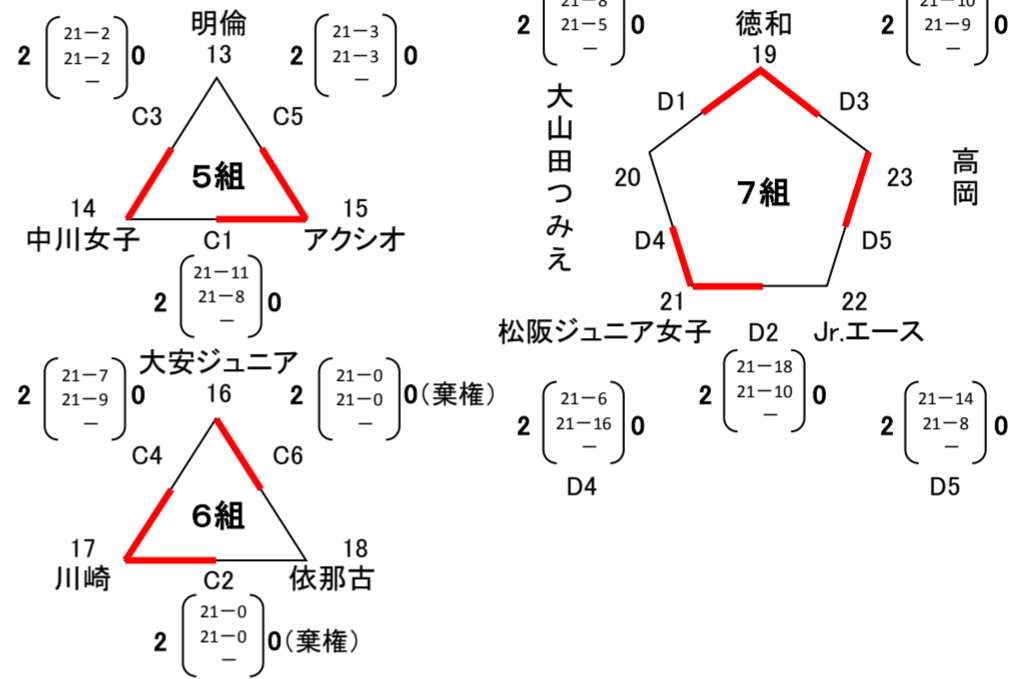 明倫
13
2
21－2
21－2
－
0
2
21－3
21－3
－
0
C3
C5
5組
14
中川女子
15
アクシオ
C1
2
21－11
21－8
－
0
大安ジュニア
16
2
21－7
21－9
－
0
2
21－0
21－0
－
0（棄権）
C4
C6
6組
17
川崎
18
依那古
C2
2
21－0
21－0
－
0（棄権）
2
21－8
21－5
－
0
徳和
19
2
21－10
21－9
－
0
D1
D3
大山田つみえ
20
7組
23
高岡
D4
D5
21
松阪ジュニア女子
D2
22
Jr.エース
2
21－6
21－16
－
0
D4
2
21－18
21－10
－
0
2
21－14
21－8
－
0
D5